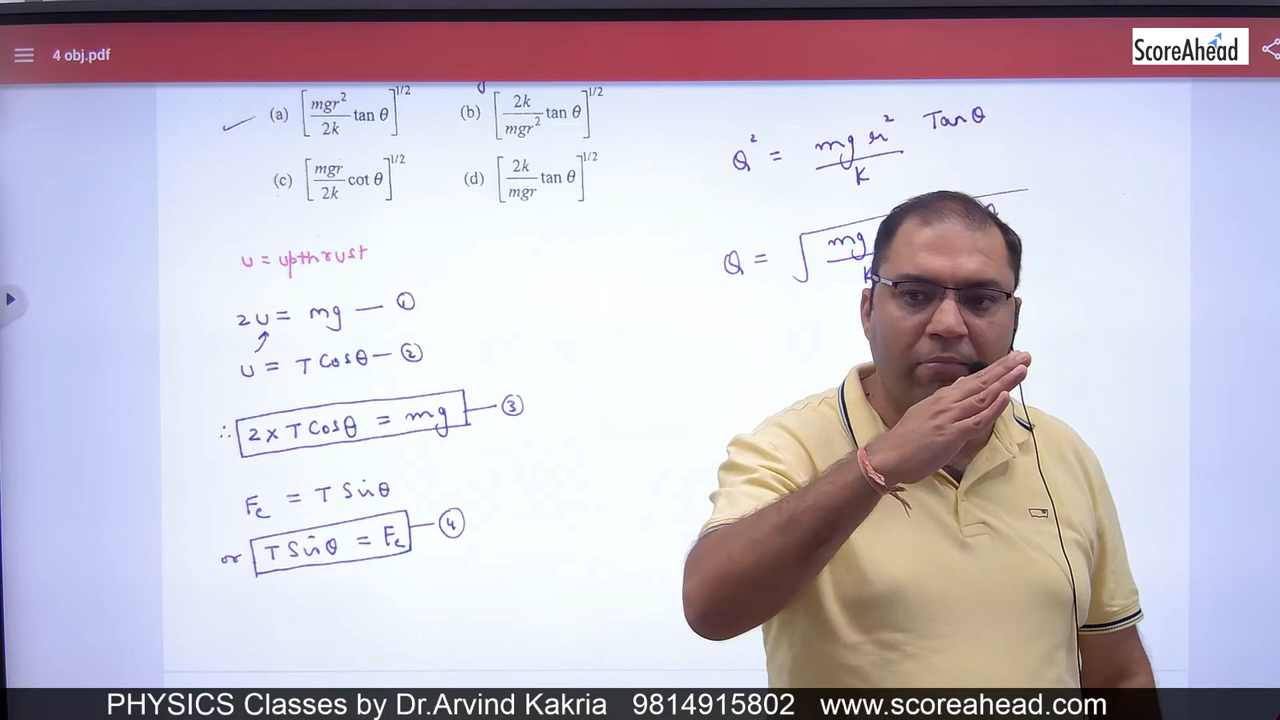 4 obj.pdf
ScoreAhead
(a) [mgr²/2k tan θ]^1/2 (b) [2k/mgr² tan θ]^1/2
(c) [mgr/2k cot θ]^1/2 (d) [2k/mgr tan θ]^1/2
Q² = mg r²/k Tan θ
Q = √mg
u = upthrust
2u = mg — ①
u = T Cos θ — ②
∴ 2 x T Cos θ = mg — ③
Fe = T Sin θ
or T Sin θ = Fe — ④
PHYSICS Classes by Dr.Arvind Kakria 9814915802 www.scoreahead.com